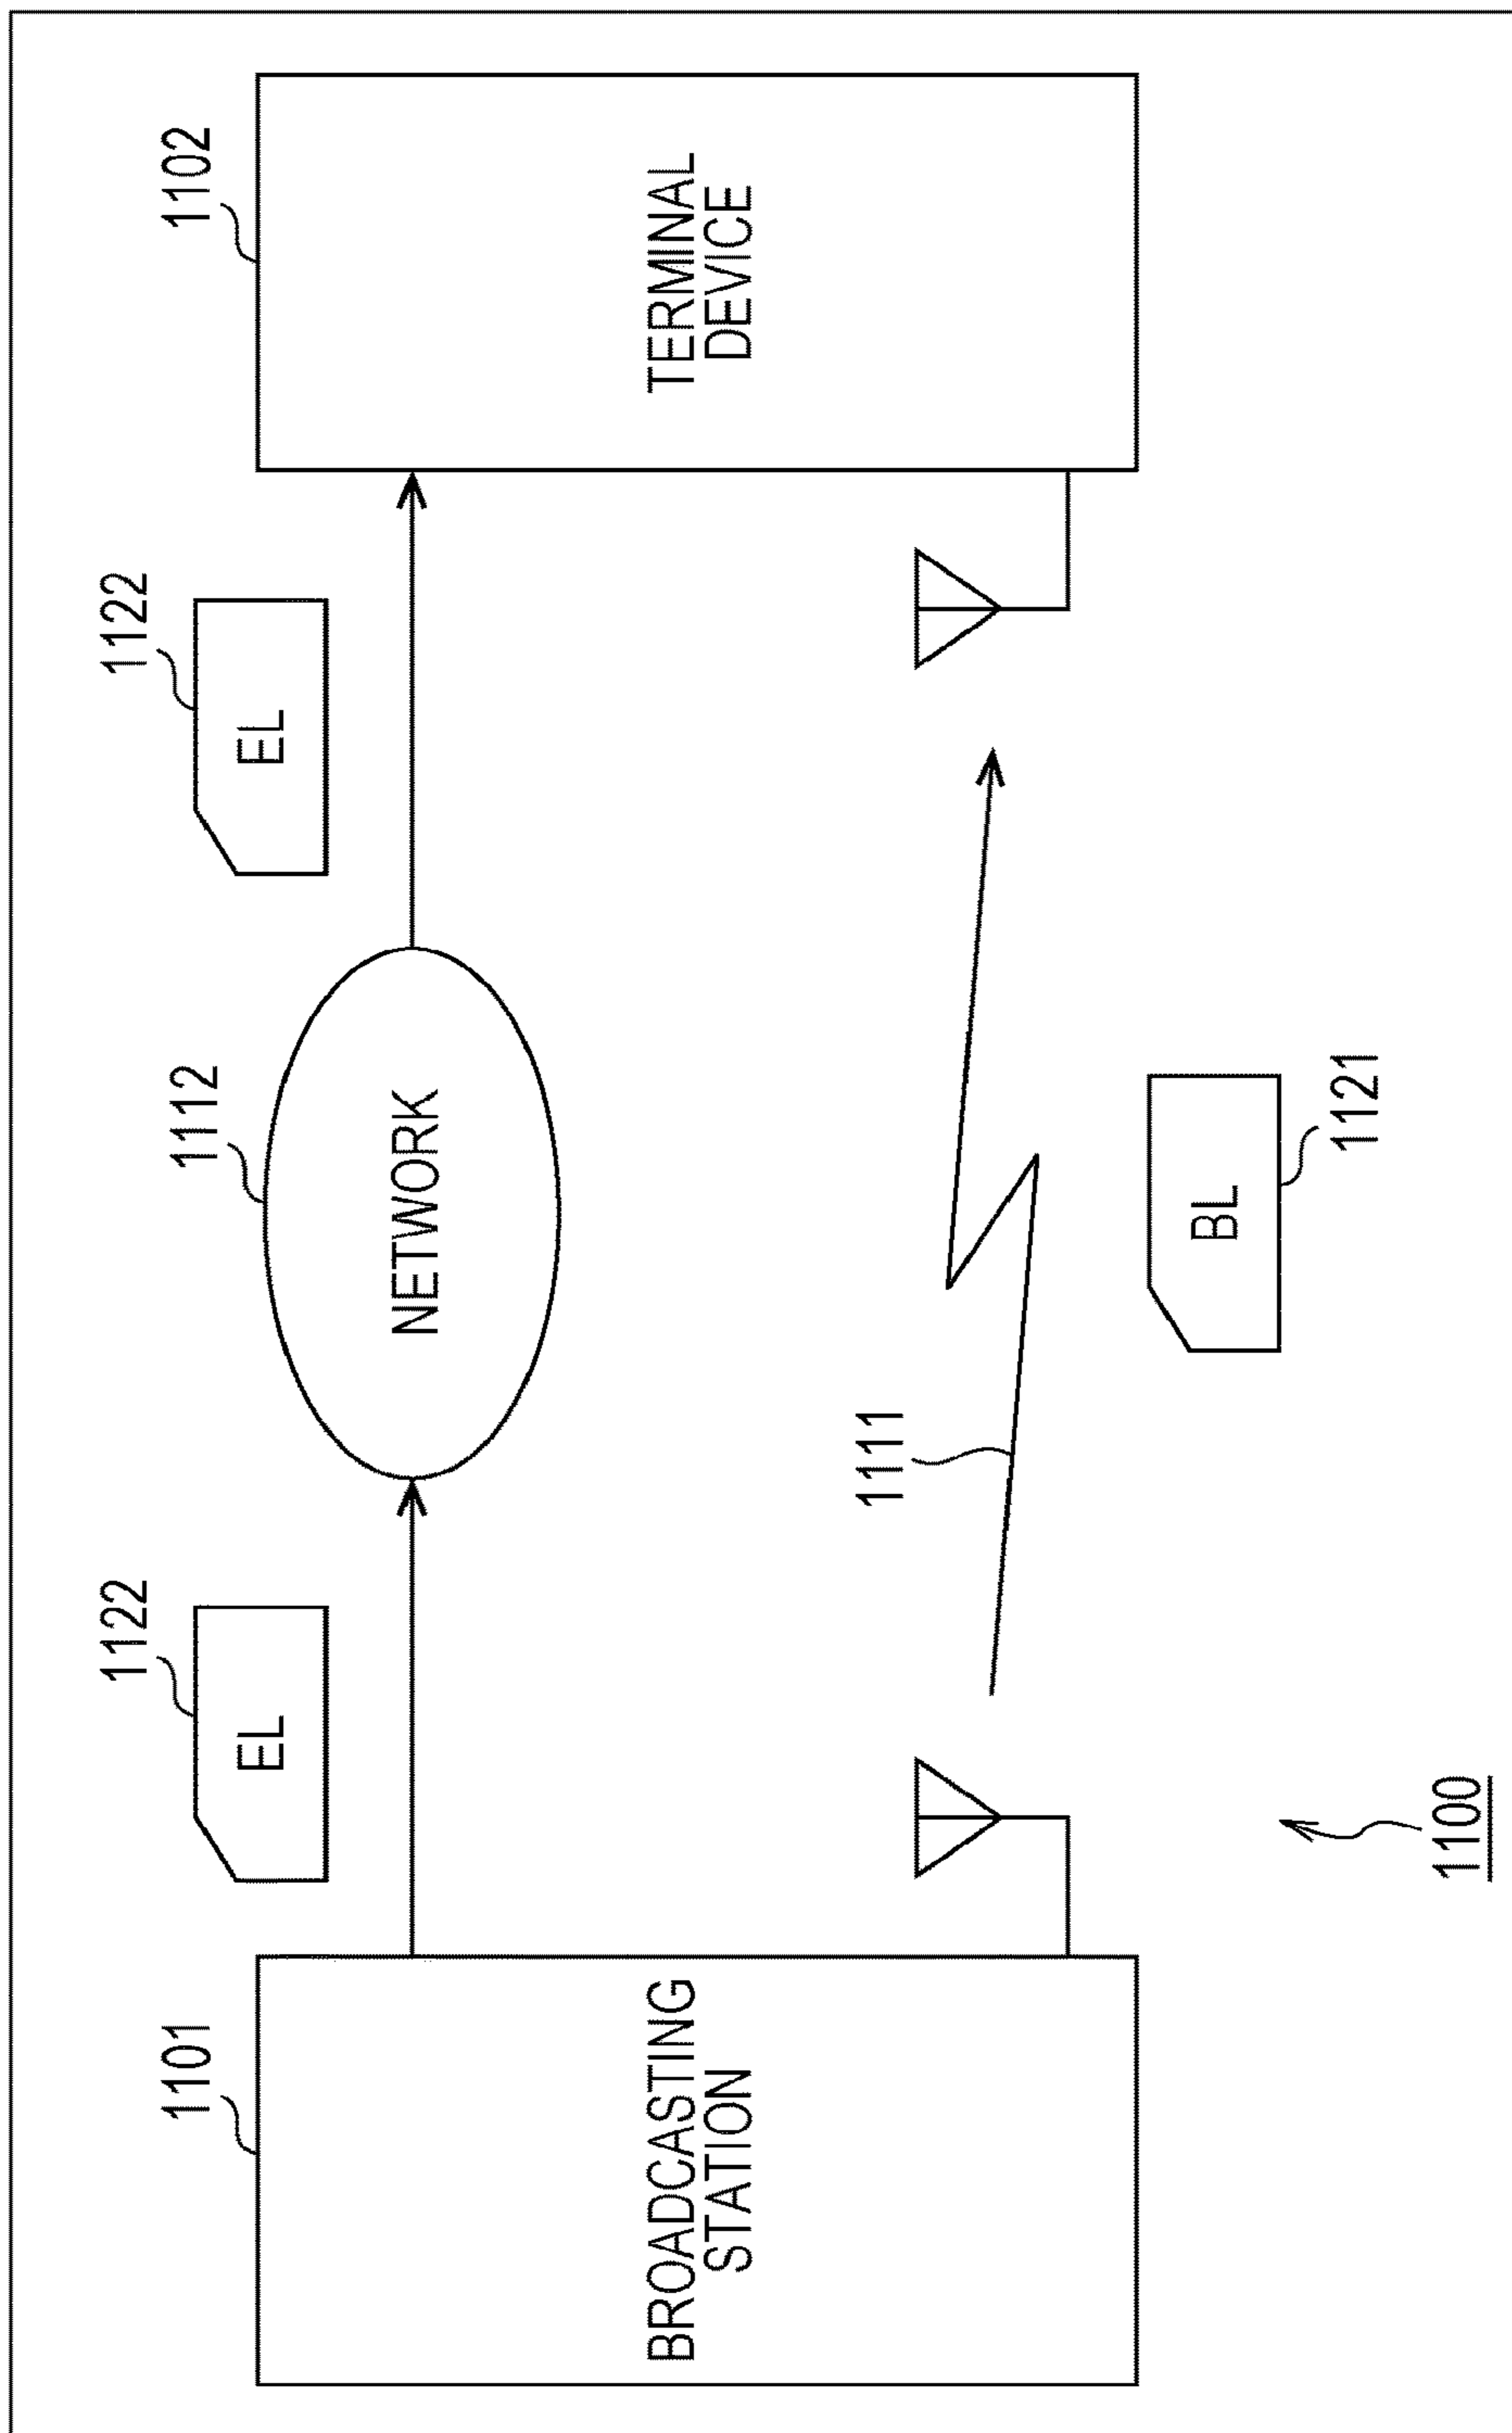 1101
BROADCASTING
STATION
1122
EL
1112
NETWORK
1122
EL
1102
TERMINAL
DEVICE
1111
BL
1121
1100